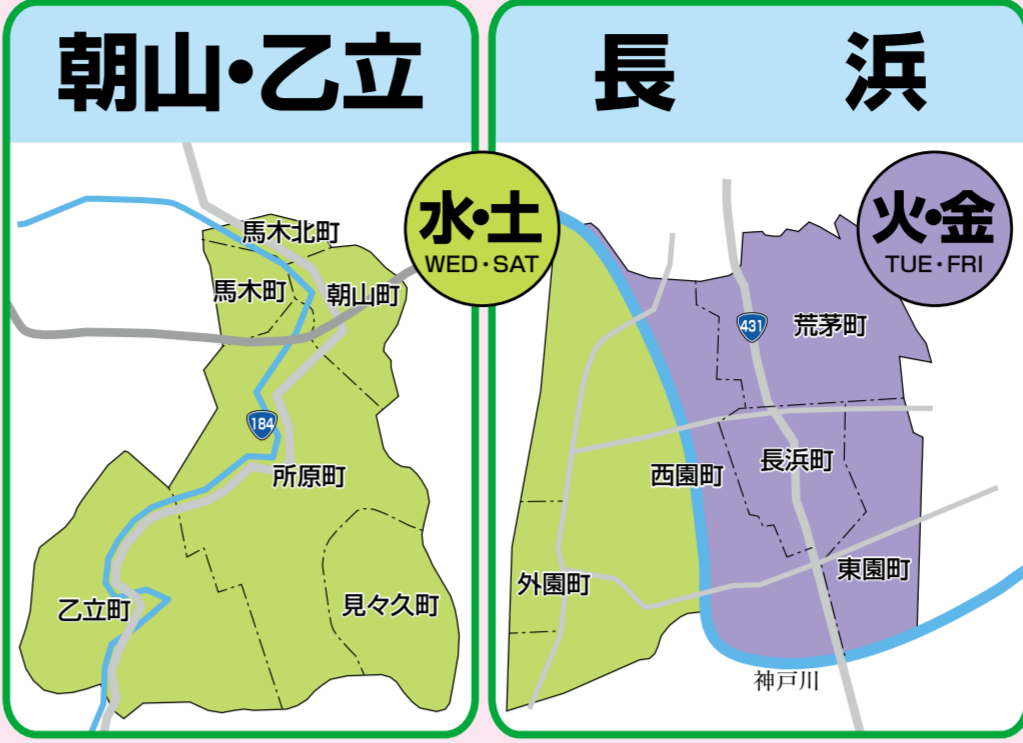 朝山・乙立
長 浜
水・土
WED・SAT
火・金
TUE・FRI
馬木北町
馬木町
朝山町
184
所原町
乙立町
見々久町
431
荒茅町
長浜町
西園町
東園町
外園町
神戸川